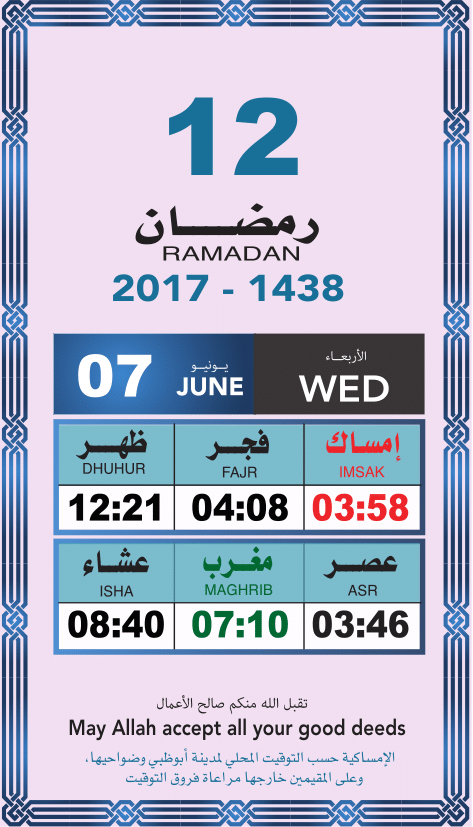 12
رمضان
RAMADAN
2017 - 1438
07 يونيو JUNE الأربعاء WED
ظهر فجر إمساك
DHUHUR FAJR IMSAK
12:21 04:08 03:58
عشاء مغرب عصر
ISHA MAGHRIB ASR
08:40 07:10 03:46
تقبل الله منكم صالح الأعمال
May Allah accept all your good deeds
الإمساكية حسب التوقيت المحلي لمدينة أبوظبي وضواحيها،
وعلى المقيمين خارجها مراعاة فروق التوقيت